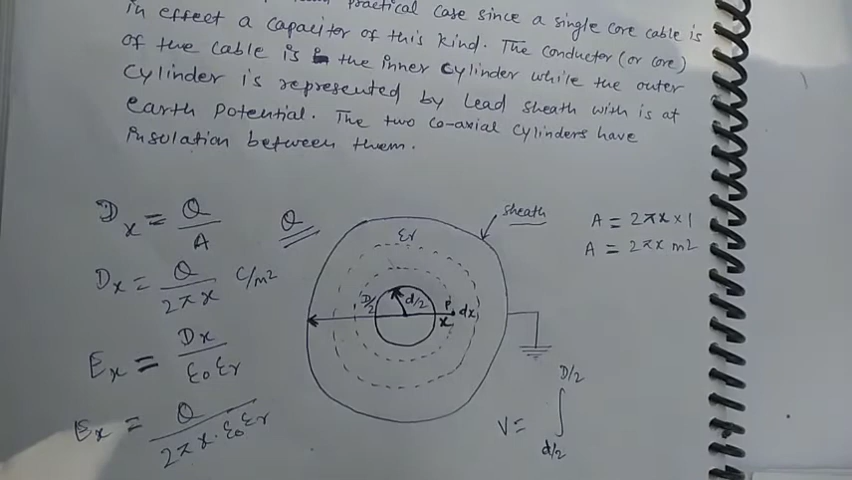 practical case since a single core cable is
in effect a capacitor of this kind. The conductor (or core)
of the cable is the inner cylinder while the outer
cylinder is represented by Lead sheath with is at
earth potential. The two co-axial cylinders have
insolation between them.
Dx = Q/A
Q
sheath
εr
A = 2πx×1
A = 2πx m2
Dx = Q/2πx C/m2
D/2
d/2
P
x
dx
Ex = Dx/ε0εr
Ex = Q/2πx.ε0εr
V = ∫
D/2
d/2